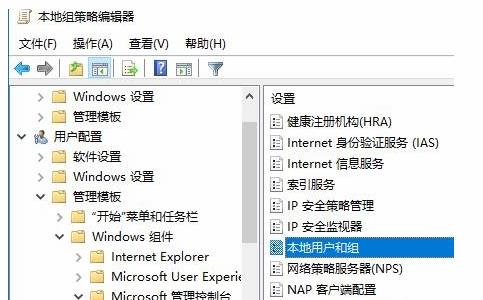 本地组策略编辑器
文件(F) 操作(A) 查看(V) 帮助(H)
Windows 设置
管理模板
用户配置
软件设置
Windows 设置
管理模板
“开始”菜单和任务栏
Windows 组件
Internet Explorer
Microsoft User Experie
Microsoft 管理控制台
设置
健康注册机构(HRA)
Internet 身份验证服务 (IAS)
Internet 信息服务
索引服务
IP 安全策略管理
IP 安全监视器
本地用户和组
网络策略服务器(NPS)
NAP 客户端配置